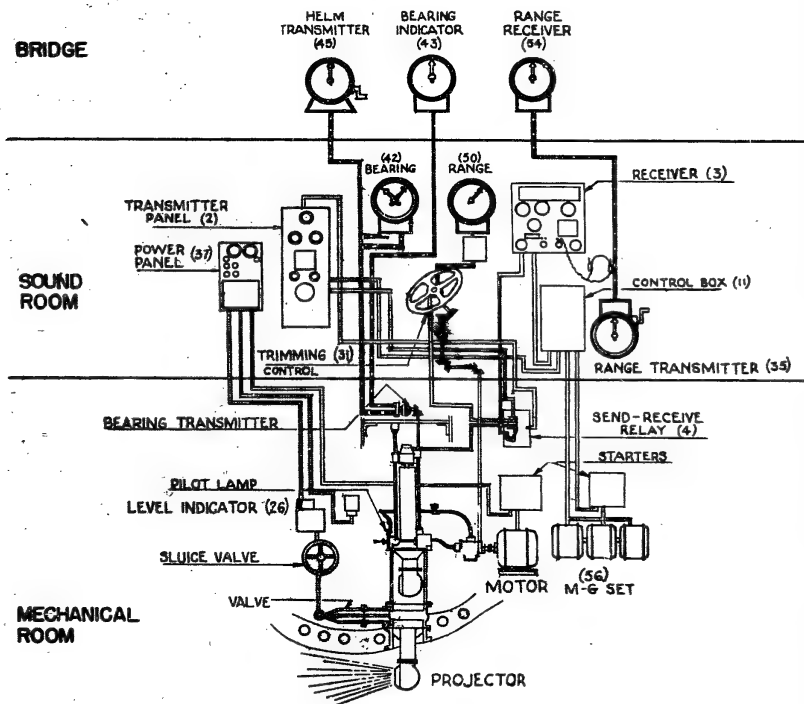 HELM
TRANSMITTER
(45)
BEARING
INDICATOR
(43)
RANGE
RECEIVER
(54)
BRIDGE
(42)
BEARING
(50)
RANGE
RECEIVER (3)
TRANSMITTER
PANEL (2)
POWER
PANEL (37)
SOUND
ROOM
CONTROL BOX (11)
TRIMMING (31)
CONTROL
RANGE TRANSMITTER (35)
BEARING TRANSMITTER
SEND-RECEIVE
RELAY (4)
STARTERS
PILOT LAMP
LEVEL INDICATOR (26)
SLUICE VALVE
MOTOR
(56)
M-G SET
VALVE
MECHANICAL
ROOM
PROJECTOR